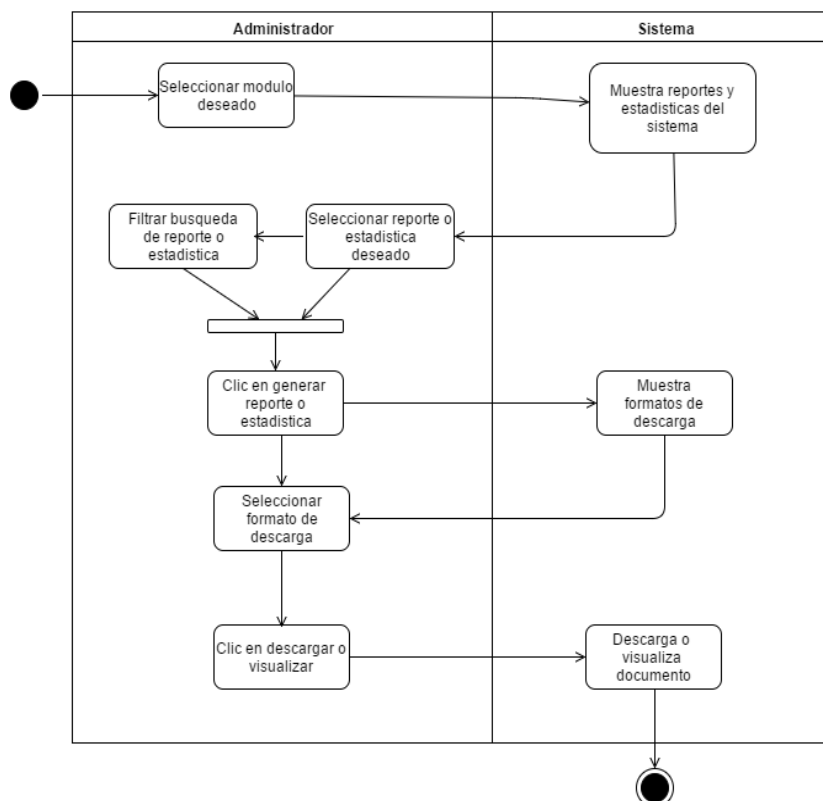 Administrador
Sistema
Seleccionar modulo
deseado
Muestra reportes y
estadisticas del
sistema
Filtrar busqueda
de reporte o
estadistica
Seleccionar reporte o
estadistica
deseado
Clic en generar
reporte o
estadistica
Muestra
formatos de
descarga
Seleccionar
formato de
descarga
Clic en descargar o
visualizar
Descarga o
visualiza
documento